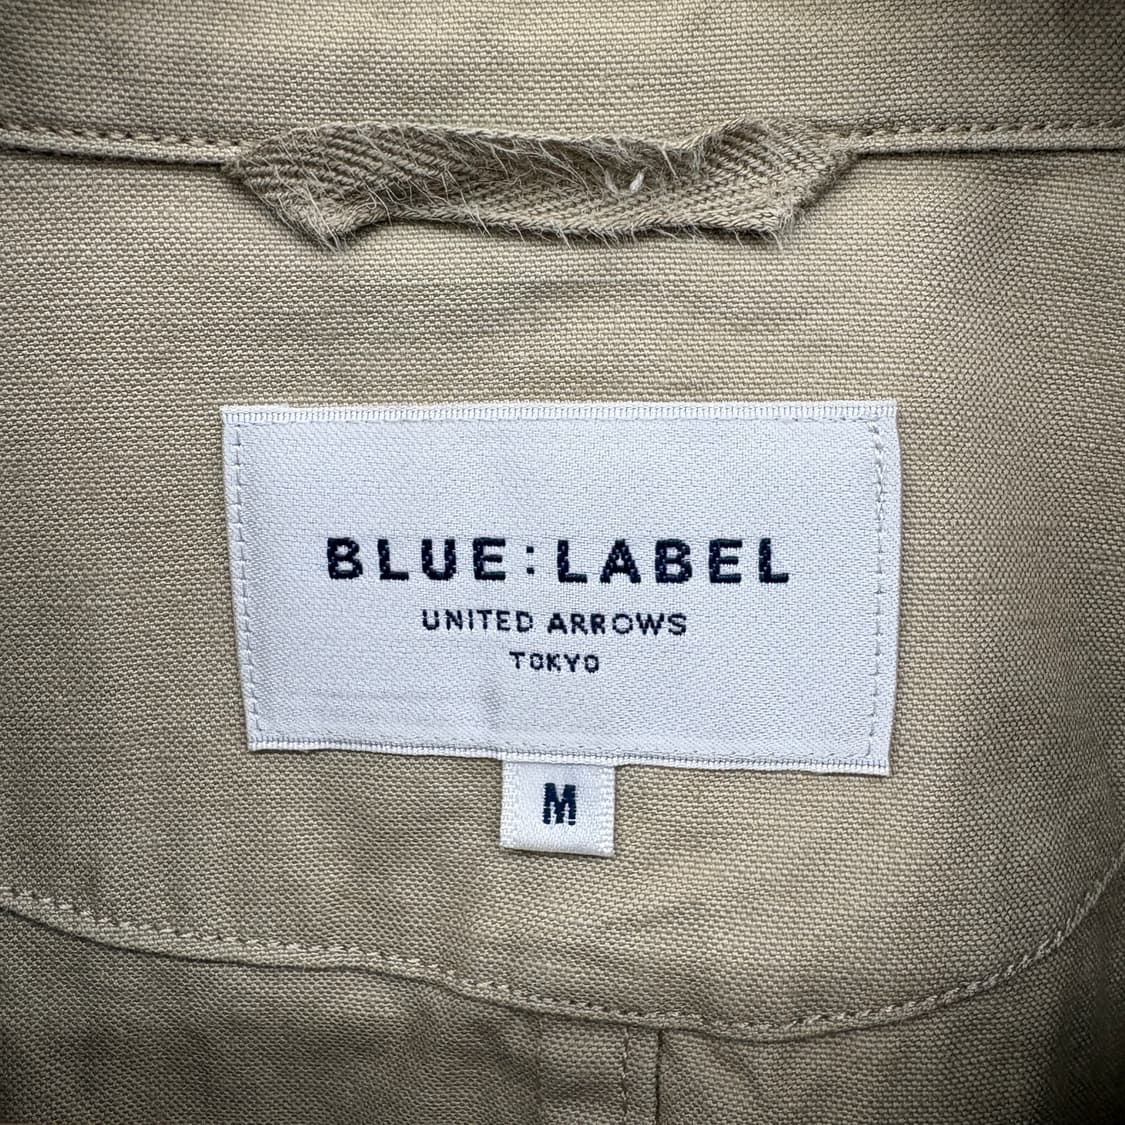 BLUE:LABEL
UNITED ARROWS
TOKYO
M